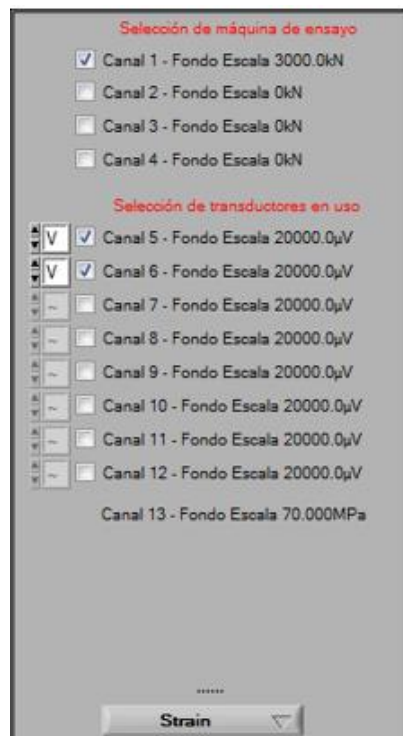 Selección de máquina de ensayo
Canal 1 - Fondo Escala 3000.0kN
Canal 2 - Fondo Escala 0kN
Canal 3 - Fondo Escala 0kN
Canal 4 - Fondo Escala 0kN
Selección de transductores en uso
V Canal 5 - Fondo Escala 20000.0µV
V Canal 6 - Fondo Escala 20000.0µV
~ Canal 7 - Fondo Escala 20000.0µV
~ Canal 8 - Fondo Escala 20000.0µV
~ Canal 9 - Fondo Escala 20000.0µV
~ Canal 10 - Fondo Escala 20000.0µV
~ Canal 11 - Fondo Escala 20000.0µV
~ Canal 12 - Fondo Escala 20000.0µV
Canal 13 - Fondo Escala 70.000MPa
......
Strain